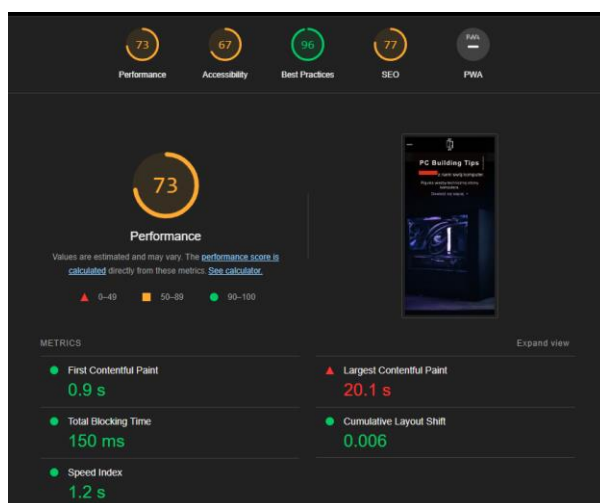 73
67
96
77
PWA
Performance
Accessibility
Best Practices
SEO
PWA
73
Performance
Values are estimated and may vary. The performance score is
calculated directly from these metrics. See calculator.
0–49
50–89
90–100
PC Building Tips
METRICS
Expand view
First Contentful Paint
0.9 s
Largest Contentful Paint
20.1 s
Total Blocking Time
150 ms
Cumulative Layout Shift
0.006
Speed Index
1.2 s